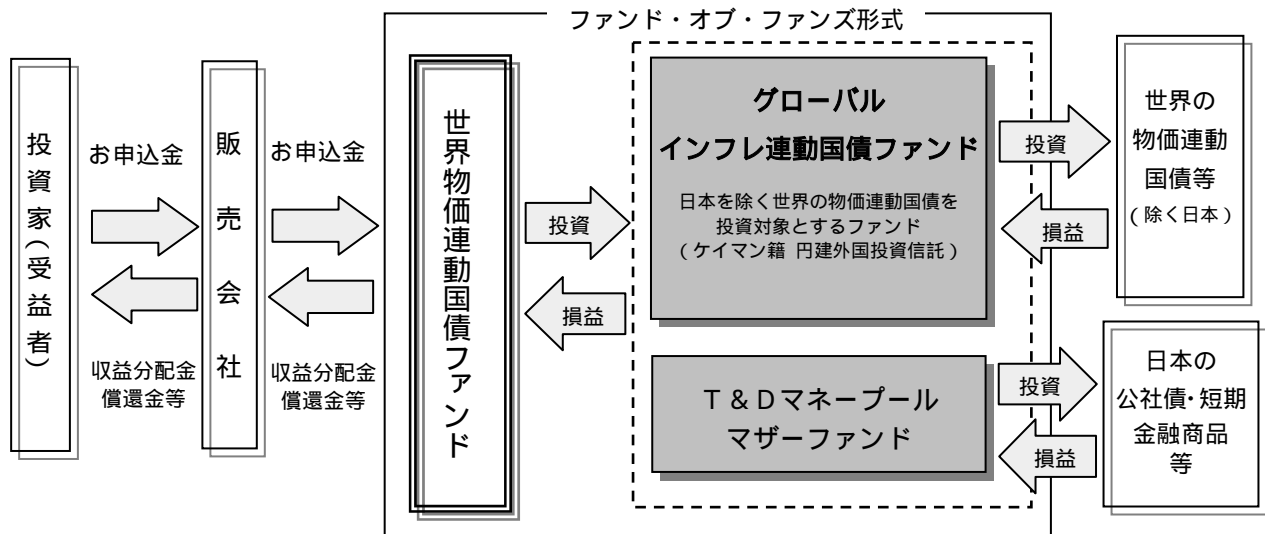 ファンド・オブ・ファンズ形式
投資家(受益者)
お申込金
収益分配金
償還金等
販売会社
お申込金
収益分配金
償還金等
世界物価連動国債ファンド
投資
損益
グローバル
インフレ連動国債ファンド
日本を除く世界の物価連動国債を
投資対象とするファンド
(ケイマン籍 円建外国投資信託)
T&Dマネープール
マザーファンド
投資
損益
世界の
物価連動
国債等
(除く日本)
投資
損益
日本の
公社債・短期
金融商品
等